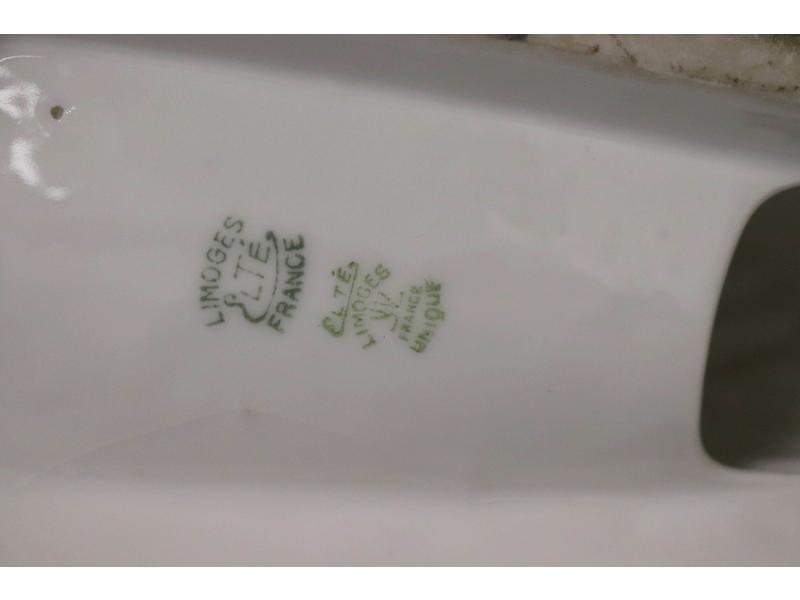 LIMOGES
ELTÉ
FRANCE
ELTÉ
LIMOGES
FRANCE
UNIQUE